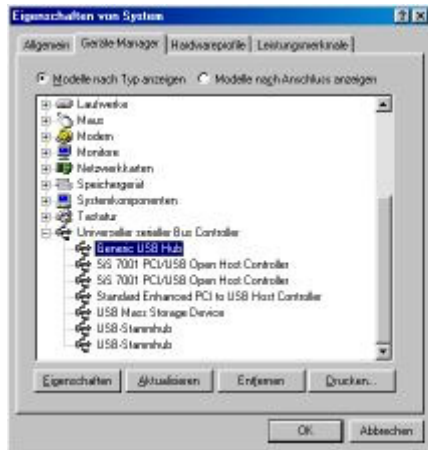 Eigenschaften von System
Allgemein Geräte-Manager Hardwareprofile Leistungsmerkmale
Modelle nach Typ anzeigen Modelle nach Anschluss anzeigen
Laufwerke
Maus
Modem
Monitore
Netzwerkkarten
Speichergerät
Systemkomponenten
Tastatur
Universeller serieller Bus Controller
Generic USB Hub
SiS 7001 PCI/USB Open Host Controller
SiS 7001 PCI/USB Open Host Controller
Standard Enhanced PCI to USB Host Controller
USB Mass Storage Device
USB-Stammhub
USB-Stammhub
Eigenschaften Aktualisieren Entfernen Drucken...
OK Abbrechen